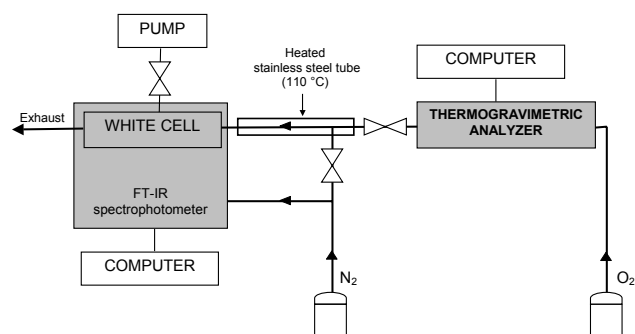 PUMP
Heated
stainless steel tube
(110 °C)
COMPUTER
Exhaust
WHITE CELL
THERMOGRAVIMETRIC
ANALYZER
FT-IR
spectrophotometer
COMPUTER
N₂
O₂